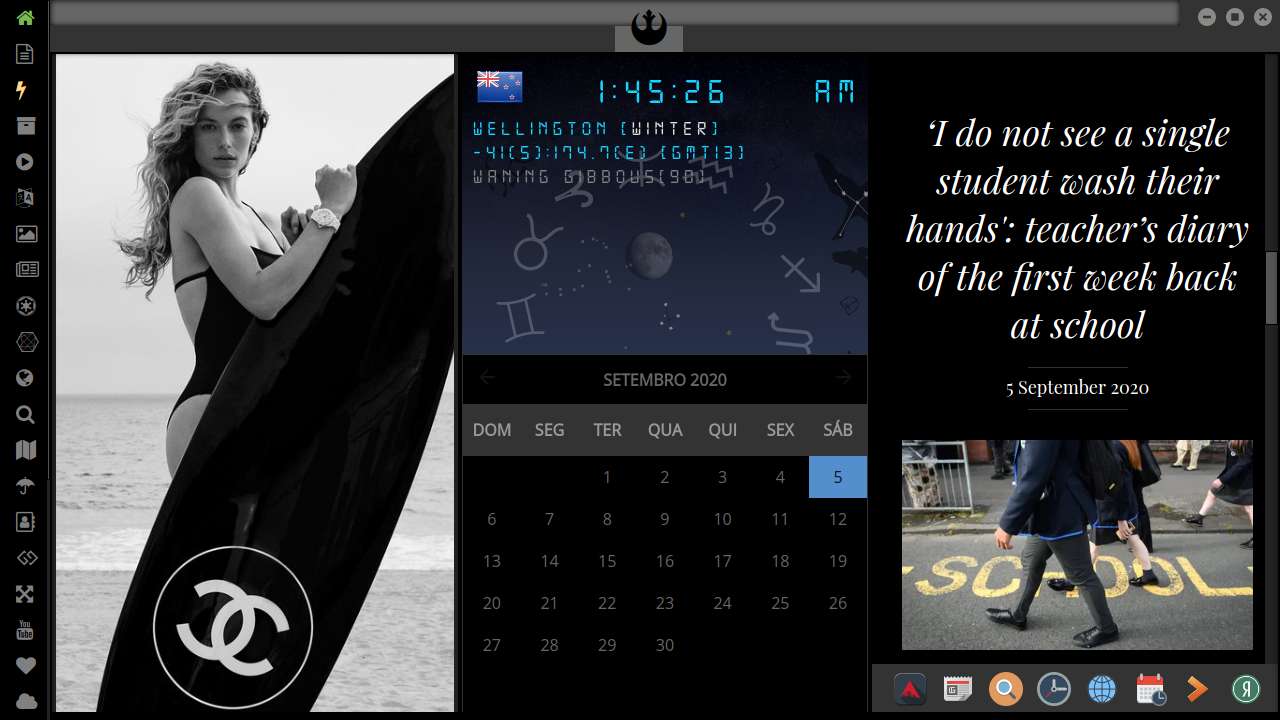 1:45:26 AM
WELLINGTON [WINTER]
-41(S):174.7(E) [GMT13]
WANING GIBBOUS[90]
SETEMBRO 2020
DOM SEG TER QUA QUI SEX SÁB
1 2 3 4 5
6 7 8 9 10 11 12
13 14 15 16 17 18 19
20 21 22 23 24 25 26
27 28 29 30
‘I do not see a single
student wash their
hands': teacher’s diary
of the first week back
at school
5 September 2020
SCHOOL
You
Tube
Я